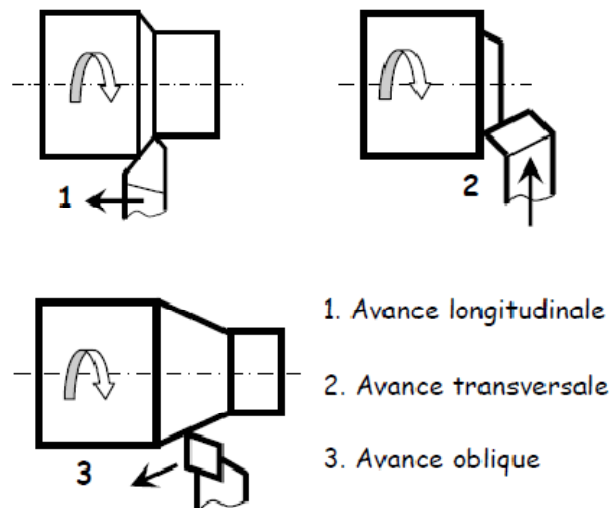 1
2
3
1. Avance longitudinale
2. Avance transversale
3. Avance oblique